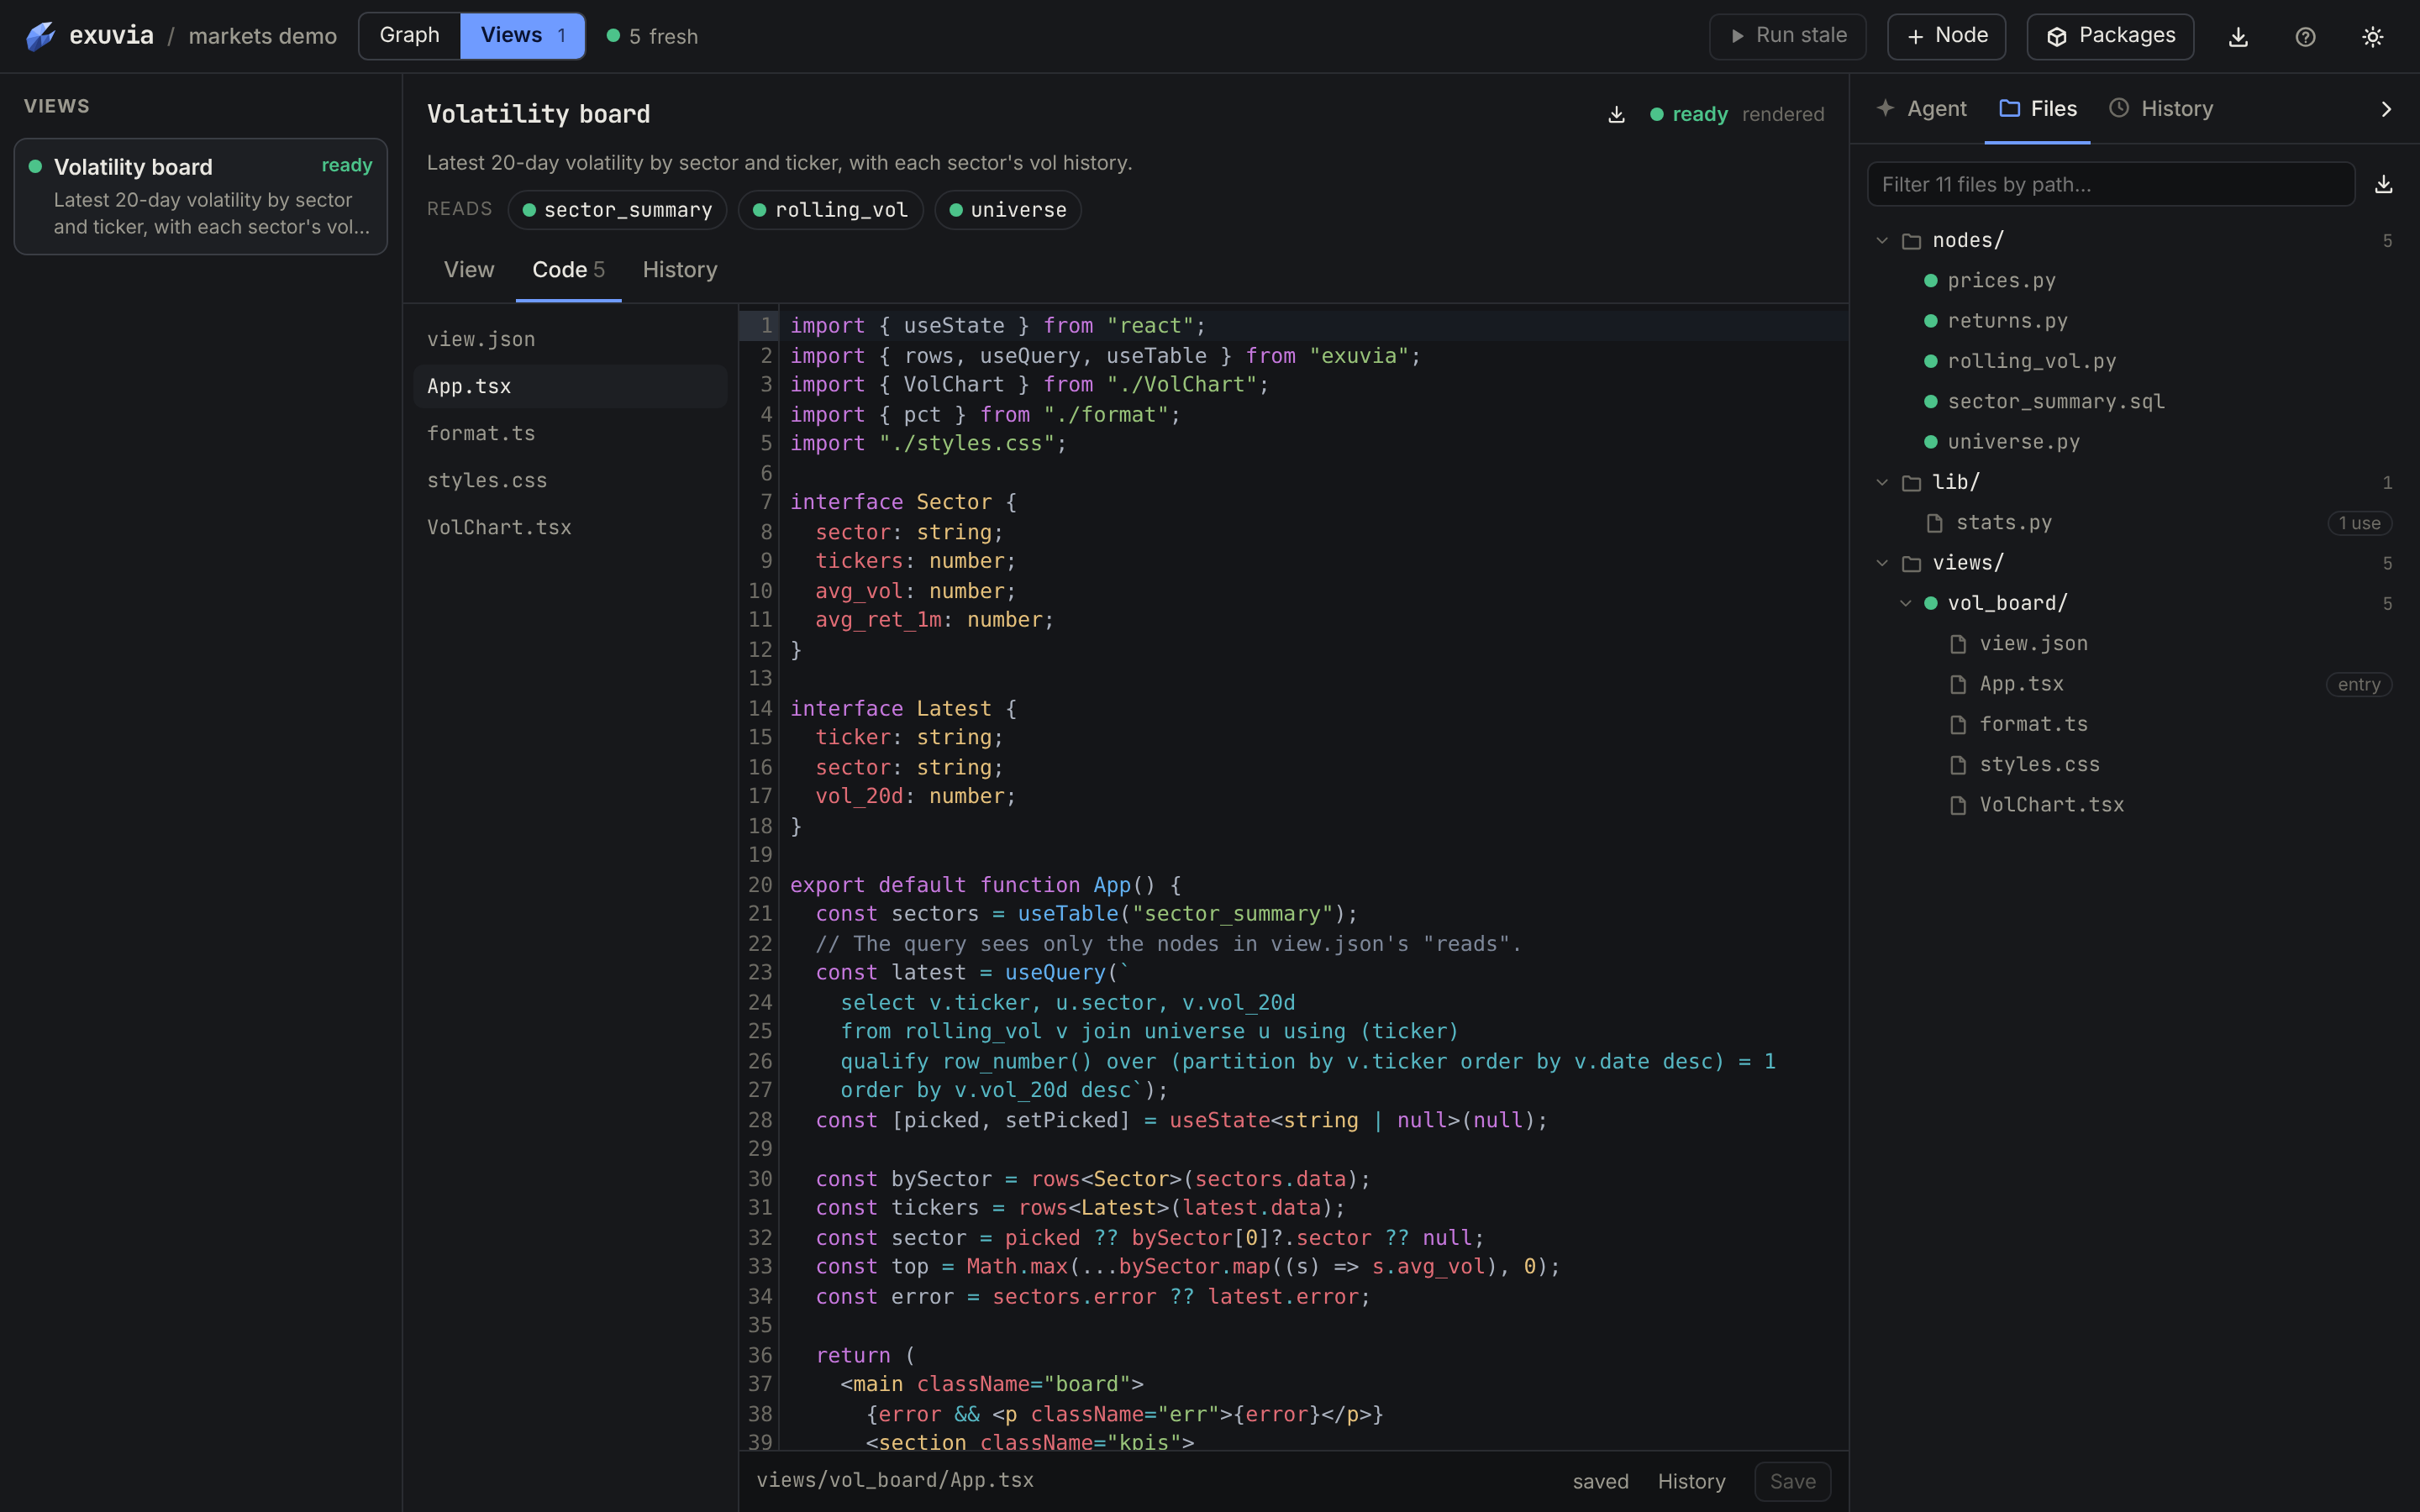 exuvia / markets demo
Graph
Views 1
5 fresh
Run stale
+ Node
Packages
VIEWS
Volatility board
ready
Latest 20-day volatility by sector
and ticker, with each sector's vol...
Volatility board
ready rendered
Latest 20-day volatility by sector and ticker, with each sector's vol history.
READS sector_summary rolling_vol universe
View
Code 5
History
view.json
App.tsx
format.ts
styles.css
VolChart.tsx
1 import { useState } from "react";
2 import { rows, useQuery, useTable } from "exuvia";
3 import { VolChart } from "./VolChart";
4 import { pct } from "./format";
5 import "./styles.css";
6
7 interface Sector {
8   sector: string;
9   tickers: number;
10   avg_vol: number;
11   avg_ret_1m: number;
12 }
13
14 interface Latest {
15   ticker: string;
16   sector: string;
17   vol_20d: number;
18 }
19
20 export default function App() {
21   const sectors = useTable("sector_summary");
22   // The query sees only the nodes in view.json's "reads".
23   const latest = useQuery(`
24     select v.ticker, u.sector, v.vol_20d
25     from rolling_vol v join universe u using (ticker)
26     qualify row_number() over (partition by v.ticker order by v.date desc) = 1
27     order by v.vol_20d desc`);
28   const [picked, setPicked] = useState<string | null>(null);
29
30   const bySector = rows<Sector>(sectors.data);
31   const tickers = rows<Latest>(latest.data);
32   const sector = picked ?? bySector[0]?.sector ?? null;
33   const top = Math.max(...bySector.map((s) => s.avg_vol), 0);
34   const error = sectors.error ?? latest.error;
35
36   return (
37     <main className="board">
38       {error && <p className="err">{error}</p>}
39       <section className="kpis">
views/vol_board/App.tsx
saved
History
Save
Agent
Files
History
Filter 11 files by path...
nodes/ 5
prices.py
returns.py
rolling_vol.py
sector_summary.sql
universe.py
lib/ 1
stats.py 1 use
views/ 5
vol_board/ 5
view.json
App.tsx entry
format.ts
styles.css
VolChart.tsx